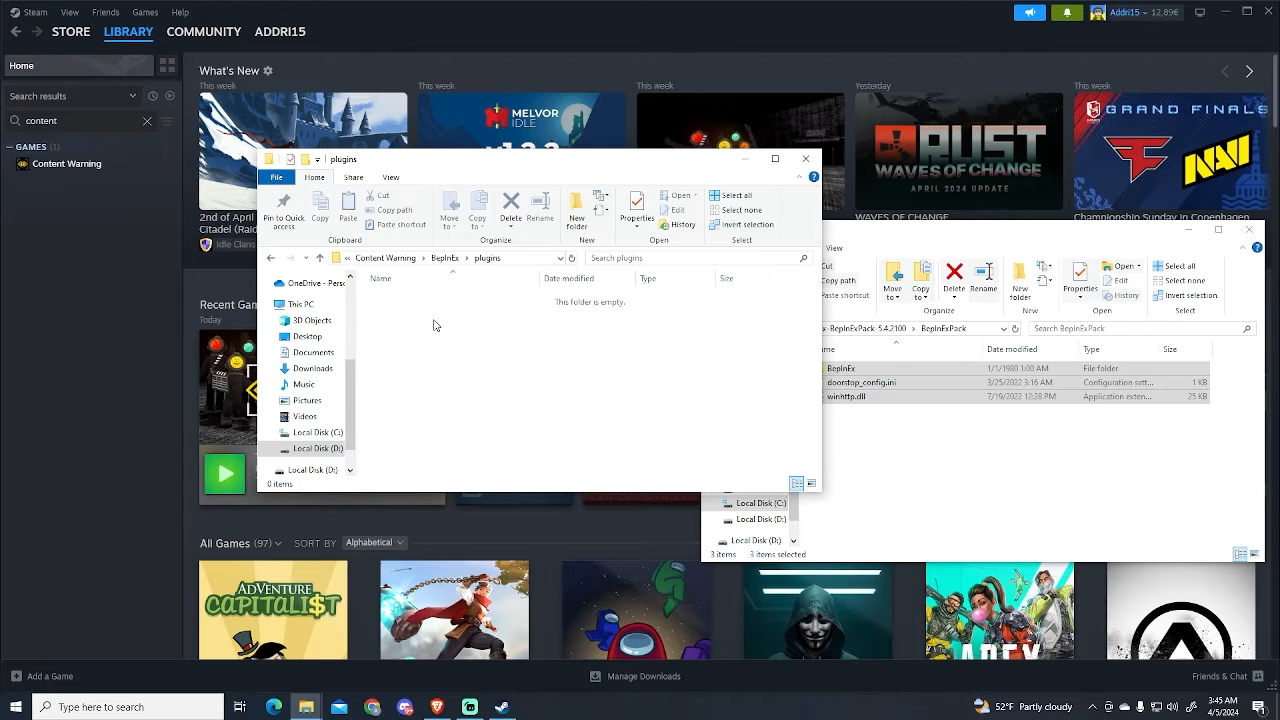 Steam View Friends Games Help
Addri15 12,89€
STORE LIBRARY COMMUNITY ADDRI15
Home
What's New
Search results
This week
This week
This week
Yesterday
This week
content
MELVOR
IDLE
RUST
WAVES OF CHANGE
APRIL 2024 UPDATE
GRAND FINALS
FAZE
NAVI
GAMES (1)
Content Warning
2nd of April
Citadel (Raid
Idle Clans
WAVES OF CHANGE
Championship Sunday in Copenhagen
plugins
File Home Share View
Pin to Quick access
Copy
Paste
Cut
Copy path
Paste shortcut
Clipboard
Move to
Copy to
Delete
Rename
Organize
New folder
New
Properties
Open
Edit
History
Open
Select all
Select none
Invert selection
Select
« Content Warning > BepInEx > plugins
Search plugins
Name Date modified Type Size
This folder is empty.
OneDrive - Pers
This PC
3D Objects
Desktop
Documents
Downloads
Music
Pictures
Videos
Local Disk (C:)
Local Disk (D:)
Local Disk (D:)
0 items
View
Cut
Copy path
Paste shortcut
Move to
Copy to
Delete
Rename
Organize
New folder
New
Properties
Open
Edit
History
Open
Select all
Select none
Invert selection
Select
x-BepInExPack-5.4.2100 > BepInExPack
Search BepInExPack
Date modified Type Size
BepInEx 1/1/1980 1:00 AM File folder
doorstop_config.ini 3/25/2022 3:16 AM Configuration sett... 1 KB
winhttp.dll 7/19/2022 12:28 PM Application exten... 25 KB
Local Disk (C:)
Local Disk (D:)
Local Disk (D:)
3 items 3 items selected
Recent Gam
Today
All Games (97) SORT BY Alphabetical
ADVENTURE
CAPITALI$T
Add a Game
Manage Downloads
Friends & Chat
Type here to search
52°F Partly cloudy
3:45 AM
4/5/2024